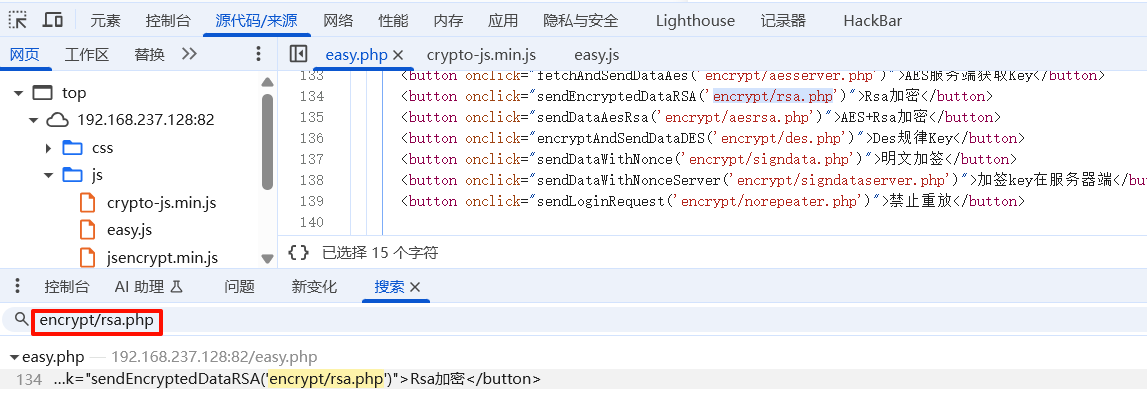 元素 控制台 源代码/来源 网络 性能 内存 应用 隐私与安全 Lighthouse 记录器 HackBar
网页 工作区 替换 easy.php crypto-js.min.js easy.js
top
192.168.237.128:82
css
js
crypto-js.min.js
easy.js
jsencrypt.min.js
133 <button onclick="fetchAndSendDataAes('encrypt/aesserver.php')">AES服务端获取Key</button>
134 <button onclick="sendEncryptedDataRSA('encrypt/rsa.php')">Rsa加密</button>
135 <button onclick="sendDataAesRsa('encrypt/aesrsa.php')">AES+Rsa加密</button>
136 <button onclick="encryptAndSendDataDES('encrypt/des.php')">Des规律Key</button>
137 <button onclick="sendDataWithNonce('encrypt/signdata.php')">明文加签</button>
138 <button onclick="sendDataWithNonceServer('encrypt/signdataserver.php')">加签key在服务器端</bu
139 <button onclick="sendLoginRequest('encrypt/norepeater.php')">禁止重放</button>
140
{} 已选择 15 个字符
控制台 AI 助理 问题 新变化 搜索
encrypt/rsa.php
easy.php — 192.168.237.128:82/easy.php
134 …k="sendEncryptedDataRSA('encrypt/rsa.php')">Rsa加密</button>